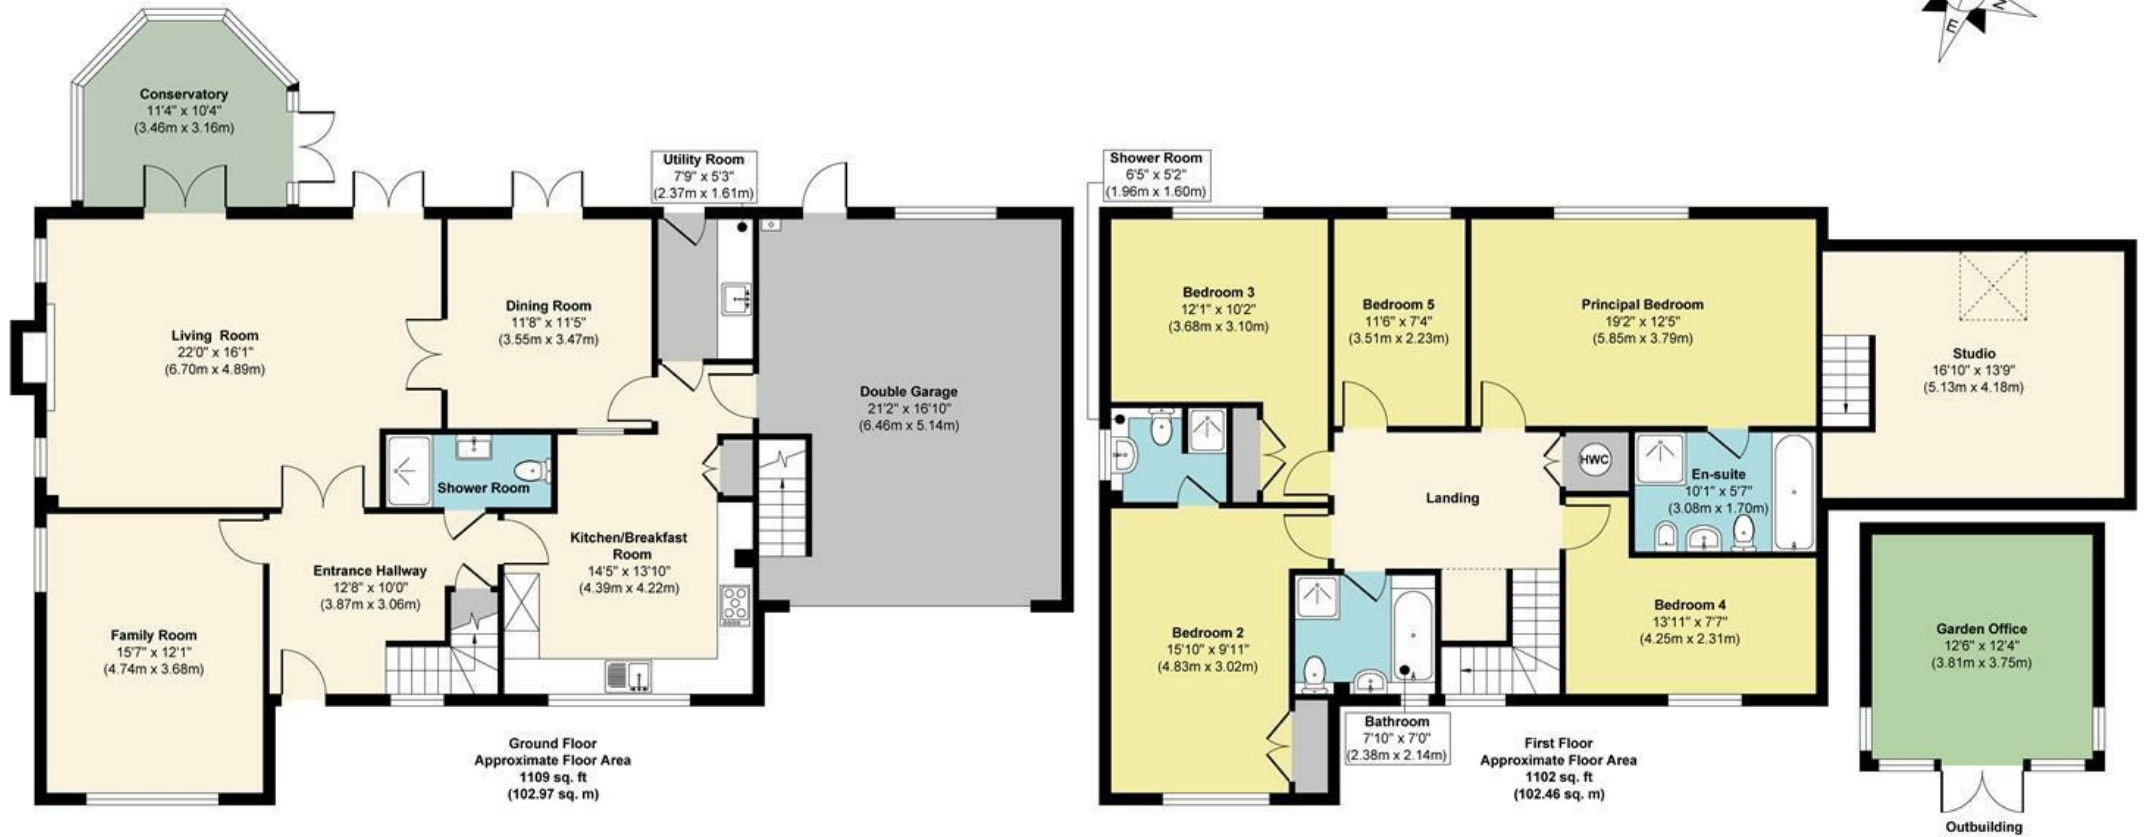 E
N
Conservatory
11'4" x 10'4"
(3.46m x 3.16m)
Utility Room
7'9" x 5'3"
(2.37m x 1.61m)
Living Room
22'0" x 16'1"
(6.70m x 4.89m)
Dining Room
11'8" x 11'5"
(3.55m x 3.47m)
Double Garage
21'2" x 16'10"
(6.46m x 5.14m)
Shower Room
Kitchen/Breakfast
Room
14'5" x 13'10"
(4.39m x 4.22m)
Entrance Hallway
12'8" x 10'0"
(3.87m x 3.06m)
Family Room
15'7" x 12'1"
(4.74m x 3.68m)
Ground Floor
Approximate Floor Area
1109 sq. ft
(102.97 sq. m)
Shower Room
6'5" x 5'2"
(1.96m x 1.60m)
Bedroom 3
12'1" x 10'2"
(3.68m x 3.10m)
Bedroom 5
11'6" x 7'4"
(3.51m x 2.23m)
Principal Bedroom
19'2" x 12'5"
(5.85m x 3.79m)
Studio
16'10" x 13'9"
(5.13m x 4.18m)
Landing
HWC
En-suite
10'1" x 5'7"
(3.08m x 1.70m)
Bedroom 2
15'10" x 9'11"
(4.83m x 3.02m)
Bedroom 4
13'11" x 7'7"
(4.25m x 2.31m)
Bathroom
7'10" x 7'0"
(2.38m x 2.14m)
First Floor
Approximate Floor Area
1102 sq. ft
(102.46 sq. m)
Garden Office
12'6" x 12'4"
(3.81m x 3.75m)
Outbuilding